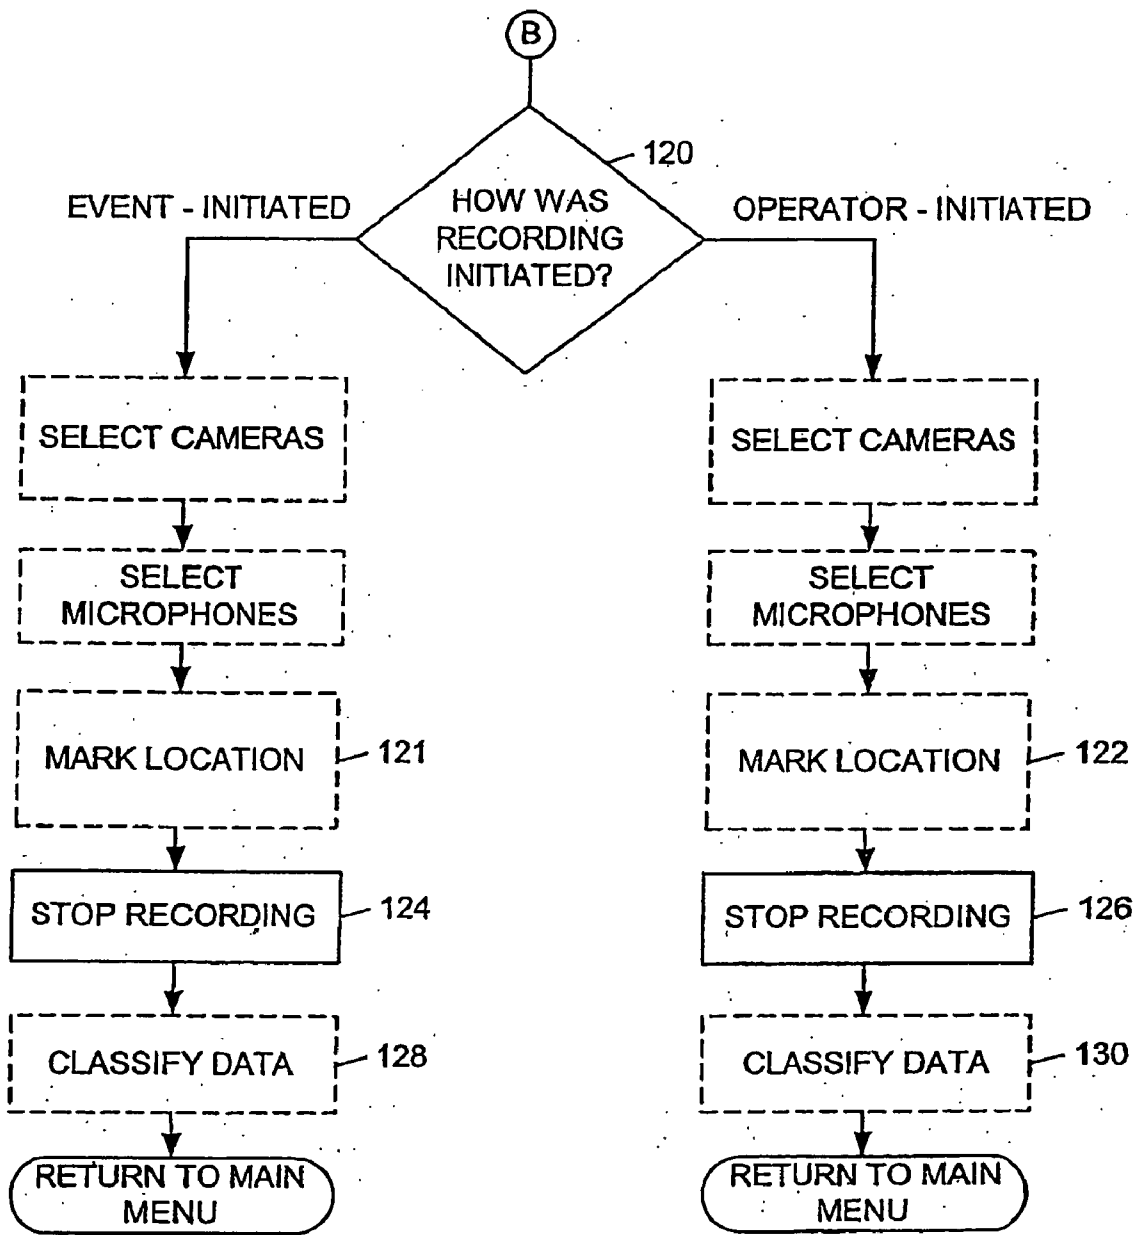 B
120
HOW WAS
RECORDING
INITIATED?
EVENT - INITIATED
OPERATOR - INITIATED
SELECT CAMERAS
SELECT
MICROPHONES
MARK LOCATION
121
STOP RECORDING
124
CLASSIFY DATA
128
RETURN TO MAIN
MENU
SELECT CAMERAS
SELECT
MICROPHONES
MARK LOCATION
122
STOP RECORDING
126
CLASSIFY DATA
130
RETURN TO MAIN
MENU